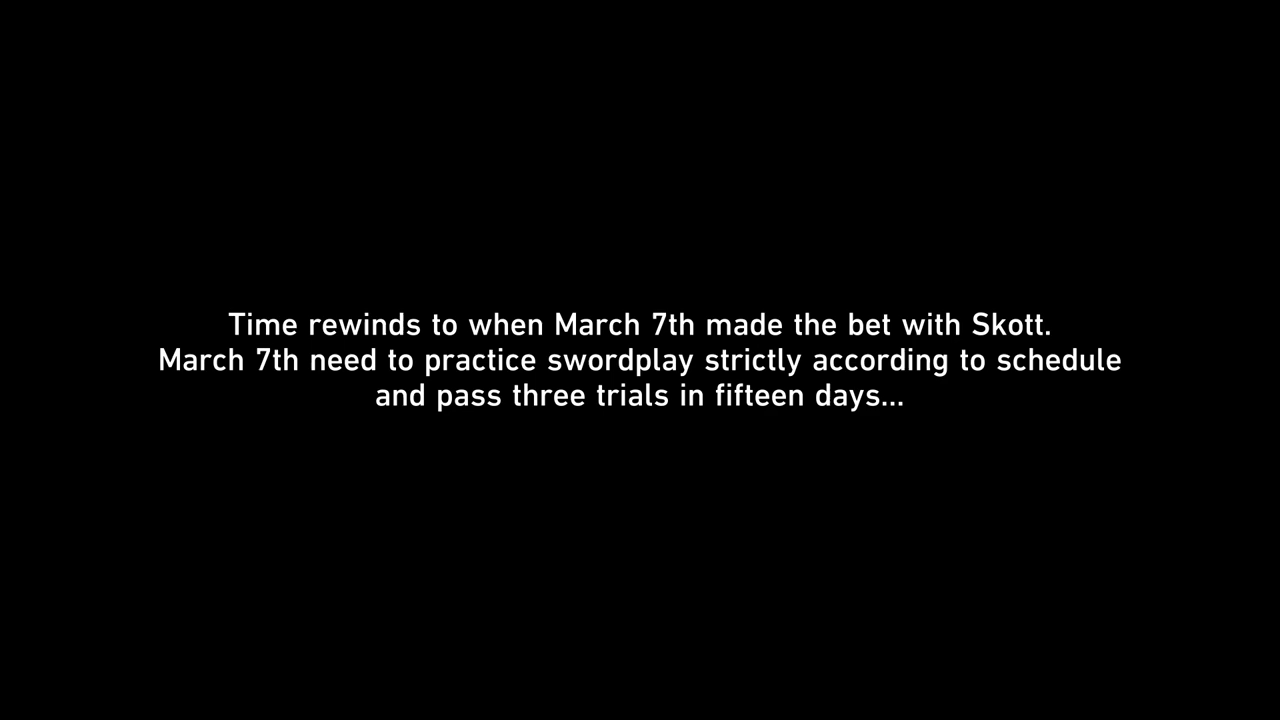 Time rewinds to when March 7th made the bet with Skott.
March 7th need to practice swordplay strictly according to schedule
and pass three trials in fifteen days...